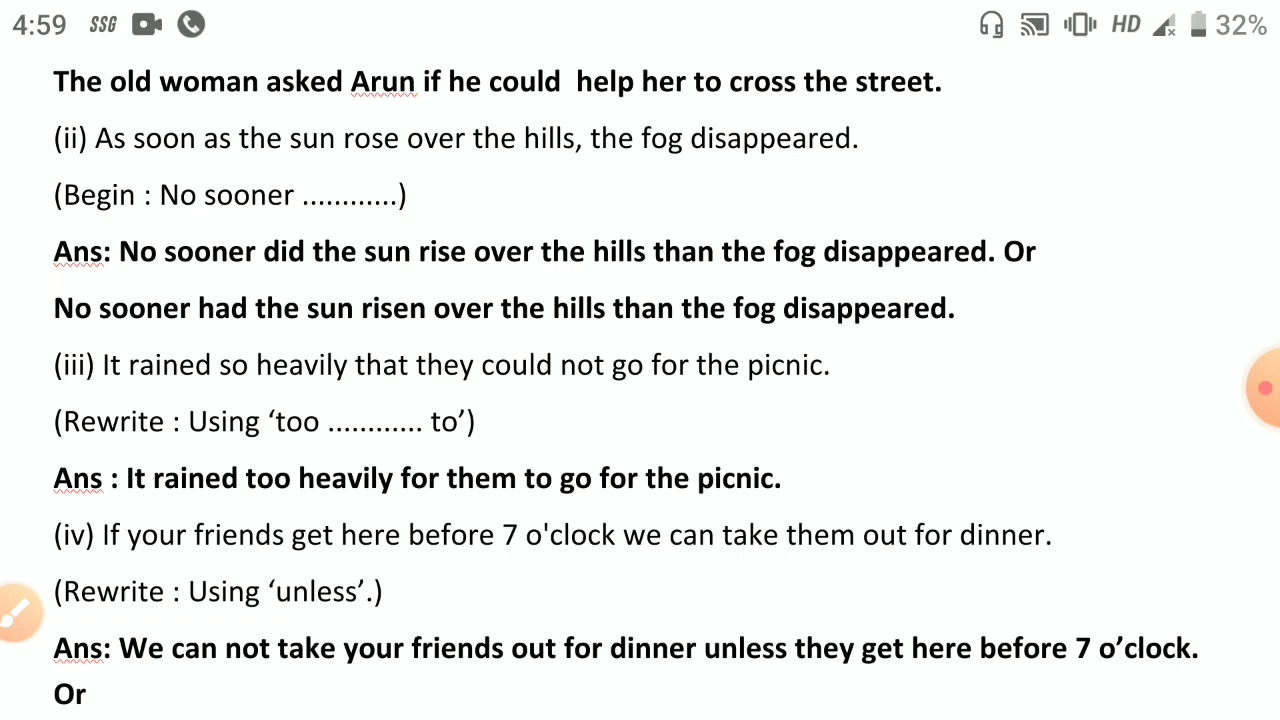 4:59 SSG HD 32%
The old woman asked Arun if he could help her to cross the street.
(ii) As soon as the sun rose over the hills, the fog disappeared.
(Begin : No sooner ............)
Ans: No sooner did the sun rise over the hills than the fog disappeared. Or
No sooner had the sun risen over the hills than the fog disappeared.
(iii) It rained so heavily that they could not go for the picnic.
(Rewrite : Using ‘too ............ to’)
Ans : It rained too heavily for them to go for the picnic.
(iv) If your friends get here before 7 o'clock we can take them out for dinner.
(Rewrite : Using ‘unless’.)
Ans: We can not take your friends out for dinner unless they get here before 7 o’clock.
Or